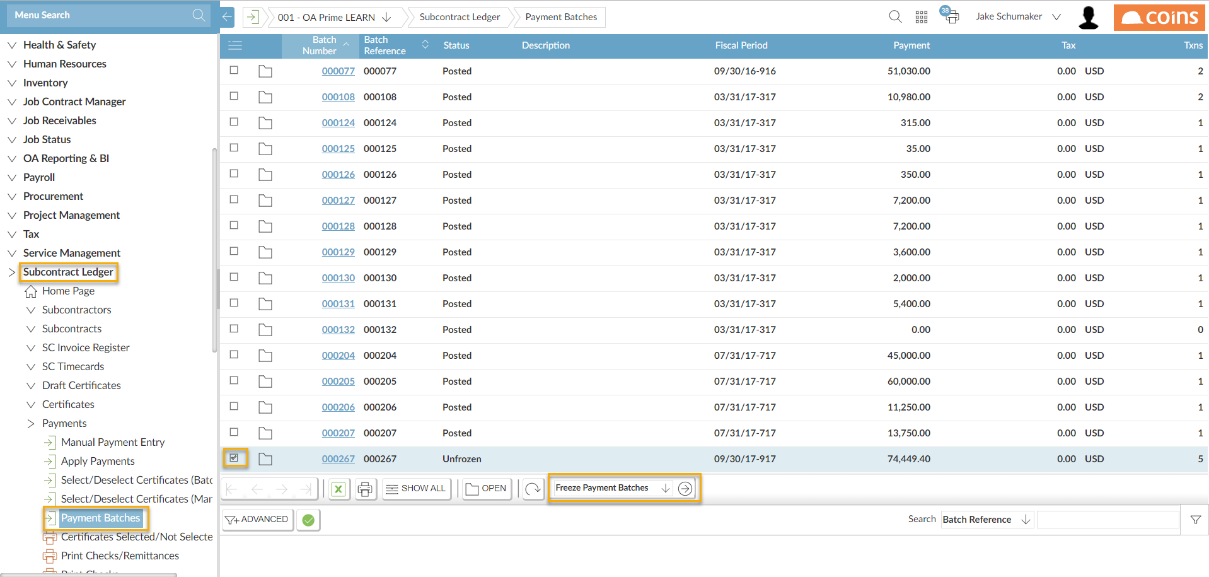 Menu Search
001 - OA Prime LEARN
Subcontract Ledger
Payment Batches
38
Jake Schumaker
COINS
Health & Safety
Human Resources
Inventory
Job Contract Manager
Job Receivables
Job Status
OA Reporting & BI
Payroll
Procurement
Project Management
Tax
Service Management
Subcontract Ledger
Home Page
Subcontractors
Subcontracts
SC Invoice Register
SC Timecards
Draft Certificates
Certificates
Payments
Manual Payment Entry
Apply Payments
Select/Deselect Certificates (Batc
Select/Deselect Certificates (Mar
Payment Batches
Certificates Selected/Not Selecte
Print Checks/Remittances
Batch Number Batch Reference Status Description Fiscal Period Payment Tax Txns
000077 000077 Posted 09/30/16-916 51,030.00 0.00 USD 2
000108 000108 Posted 03/31/17-317 10,980.00 0.00 USD 2
000124 000124 Posted 03/31/17-317 315.00 0.00 USD 1
000125 000125 Posted 03/31/17-317 35.00 0.00 USD 1
000126 000126 Posted 03/31/17-317 350.00 0.00 USD 1
000127 000127 Posted 03/31/17-317 7,200.00 0.00 USD 1
000128 000128 Posted 03/31/17-317 7,200.00 0.00 USD 1
000129 000129 Posted 03/31/17-317 3,600.00 0.00 USD 1
000130 000130 Posted 03/31/17-317 2,000.00 0.00 USD 1
000131 000131 Posted 03/31/17-317 5,400.00 0.00 USD 1
000132 000132 Posted 03/31/17-317 0.00 0.00 USD 0
000204 000204 Posted 07/31/17-717 45,000.00 0.00 USD 1
000205 000205 Posted 07/31/17-717 60,000.00 0.00 USD 1
000206 000206 Posted 07/31/17-717 11,250.00 0.00 USD 1
000207 000207 Posted 07/31/17-717 13,750.00 0.00 USD 1
000267 000267 Unfrozen 09/30/17-917 74,449.40 0.00 USD 5
X SHOW ALL OPEN Freeze Payment Batches
ADVANCED Search Batch Reference